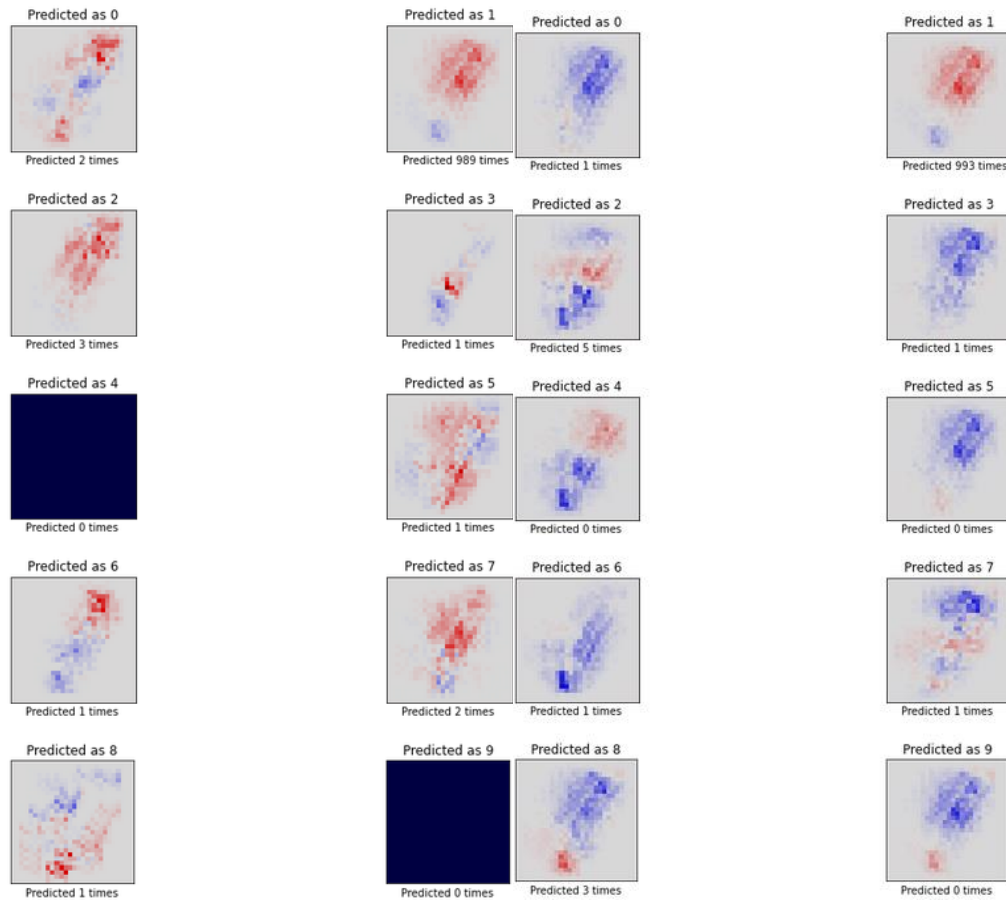 Predicted as 0
Predicted as 1
Predicted as 0
Predicted as 1
Predicted 2 times
Predicted 989 times
Predicted 1 times
Predicted 993 times
Predicted as 2
Predicted as 3
Predicted as 2
Predicted as 3
Predicted 3 times
Predicted 1 times
Predicted 5 times
Predicted 1 times
Predicted as 4
Predicted as 5
Predicted as 4
Predicted as 5
Predicted 0 times
Predicted 1 times
Predicted 0 times
Predicted 0 times
Predicted as 6
Predicted as 7
Predicted as 6
Predicted as 7
Predicted 1 times
Predicted 2 times
Predicted 1 times
Predicted 1 times
Predicted as 8
Predicted as 9
Predicted as 8
Predicted as 9
Predicted 1 times
Predicted 0 times
Predicted 3 times
Predicted 0 times